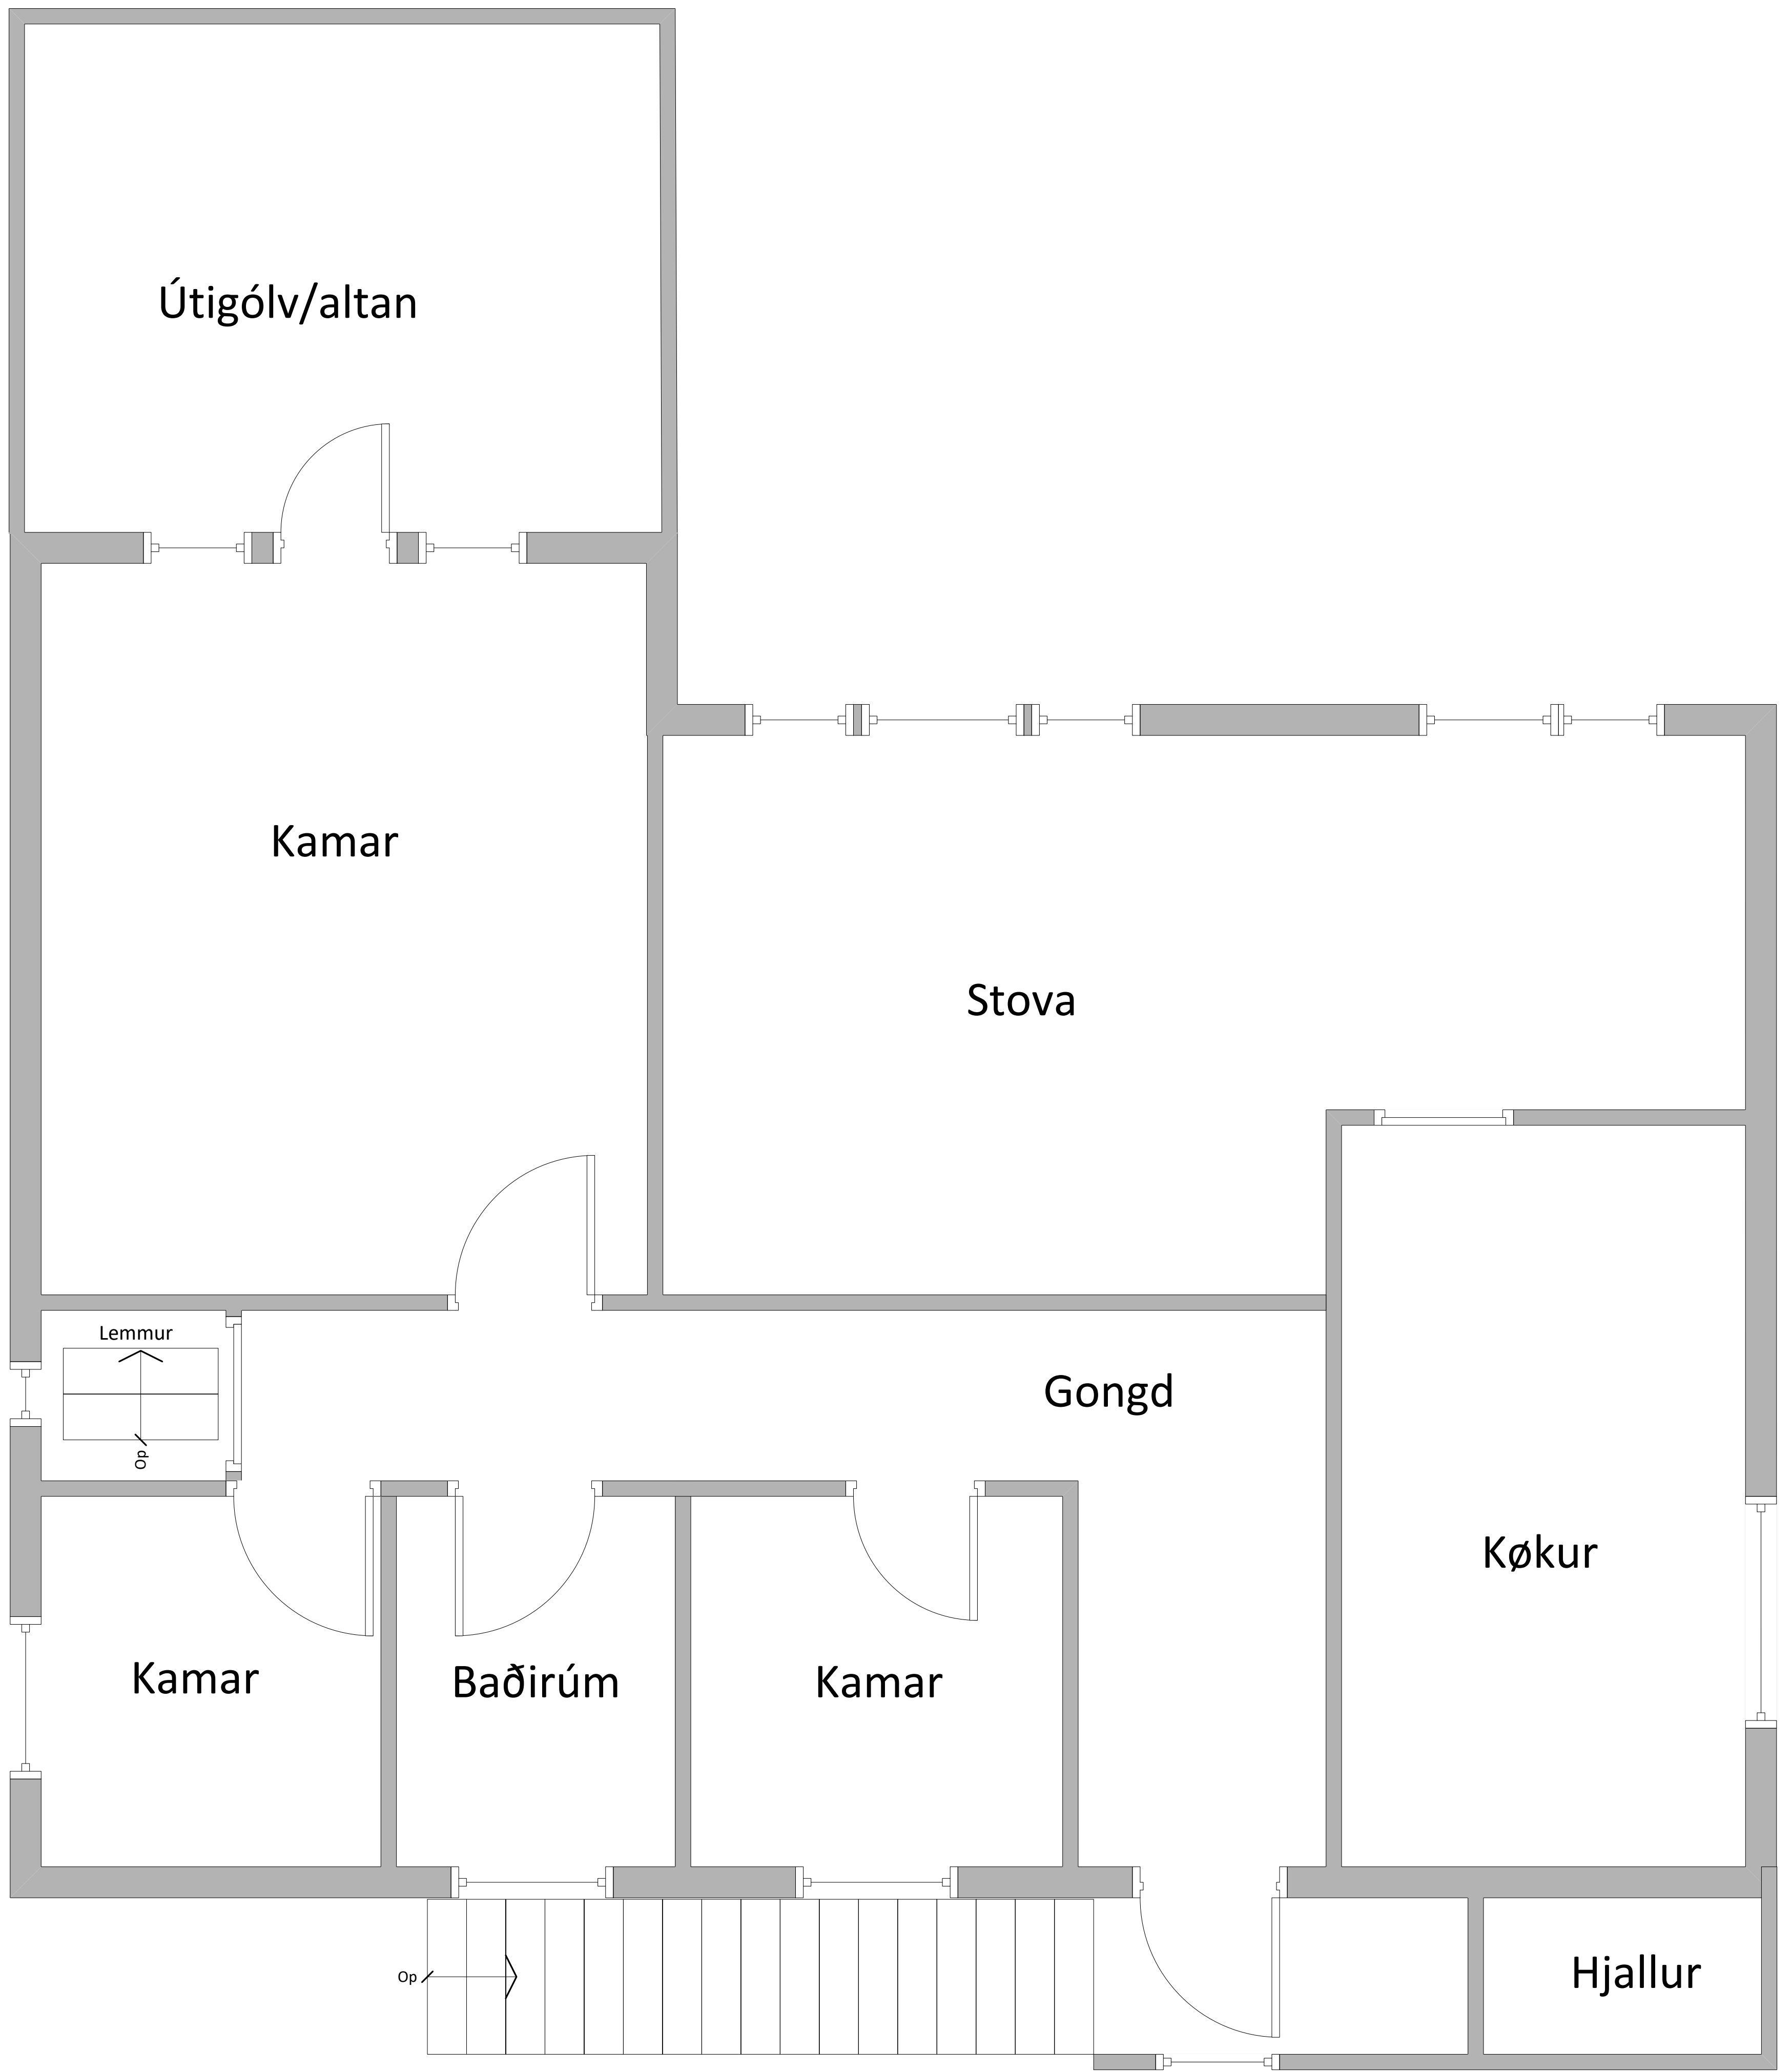 Útigólv/altan
Kamar
Stova
Lemmur
Op
Gongd
Køkur
Kamar
Baðirúm
Kamar
Op
Hjallur